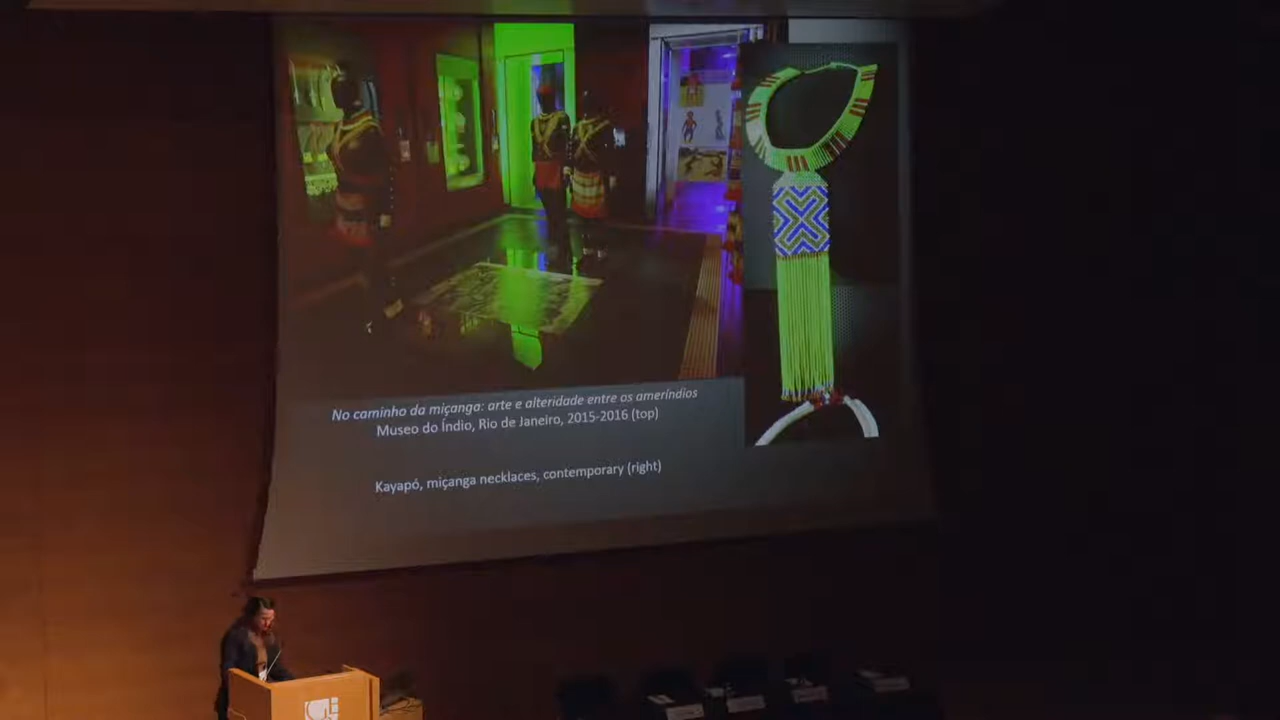 No caminho da miçanga: arte e alteridade entre os ameríndios
Museo do Índio, Rio de Janeiro, 2015-2016 (top)
Kayapó, miçanga necklaces, contemporary (right)